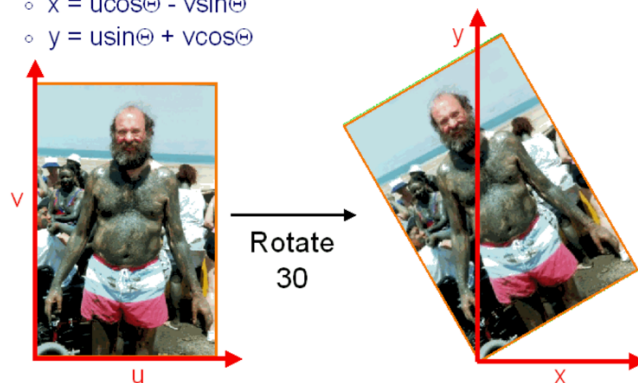 x = ucosΘ - vsinΘ
y = usinΘ + vcosΘ
y
v
Rotate
30
u
x